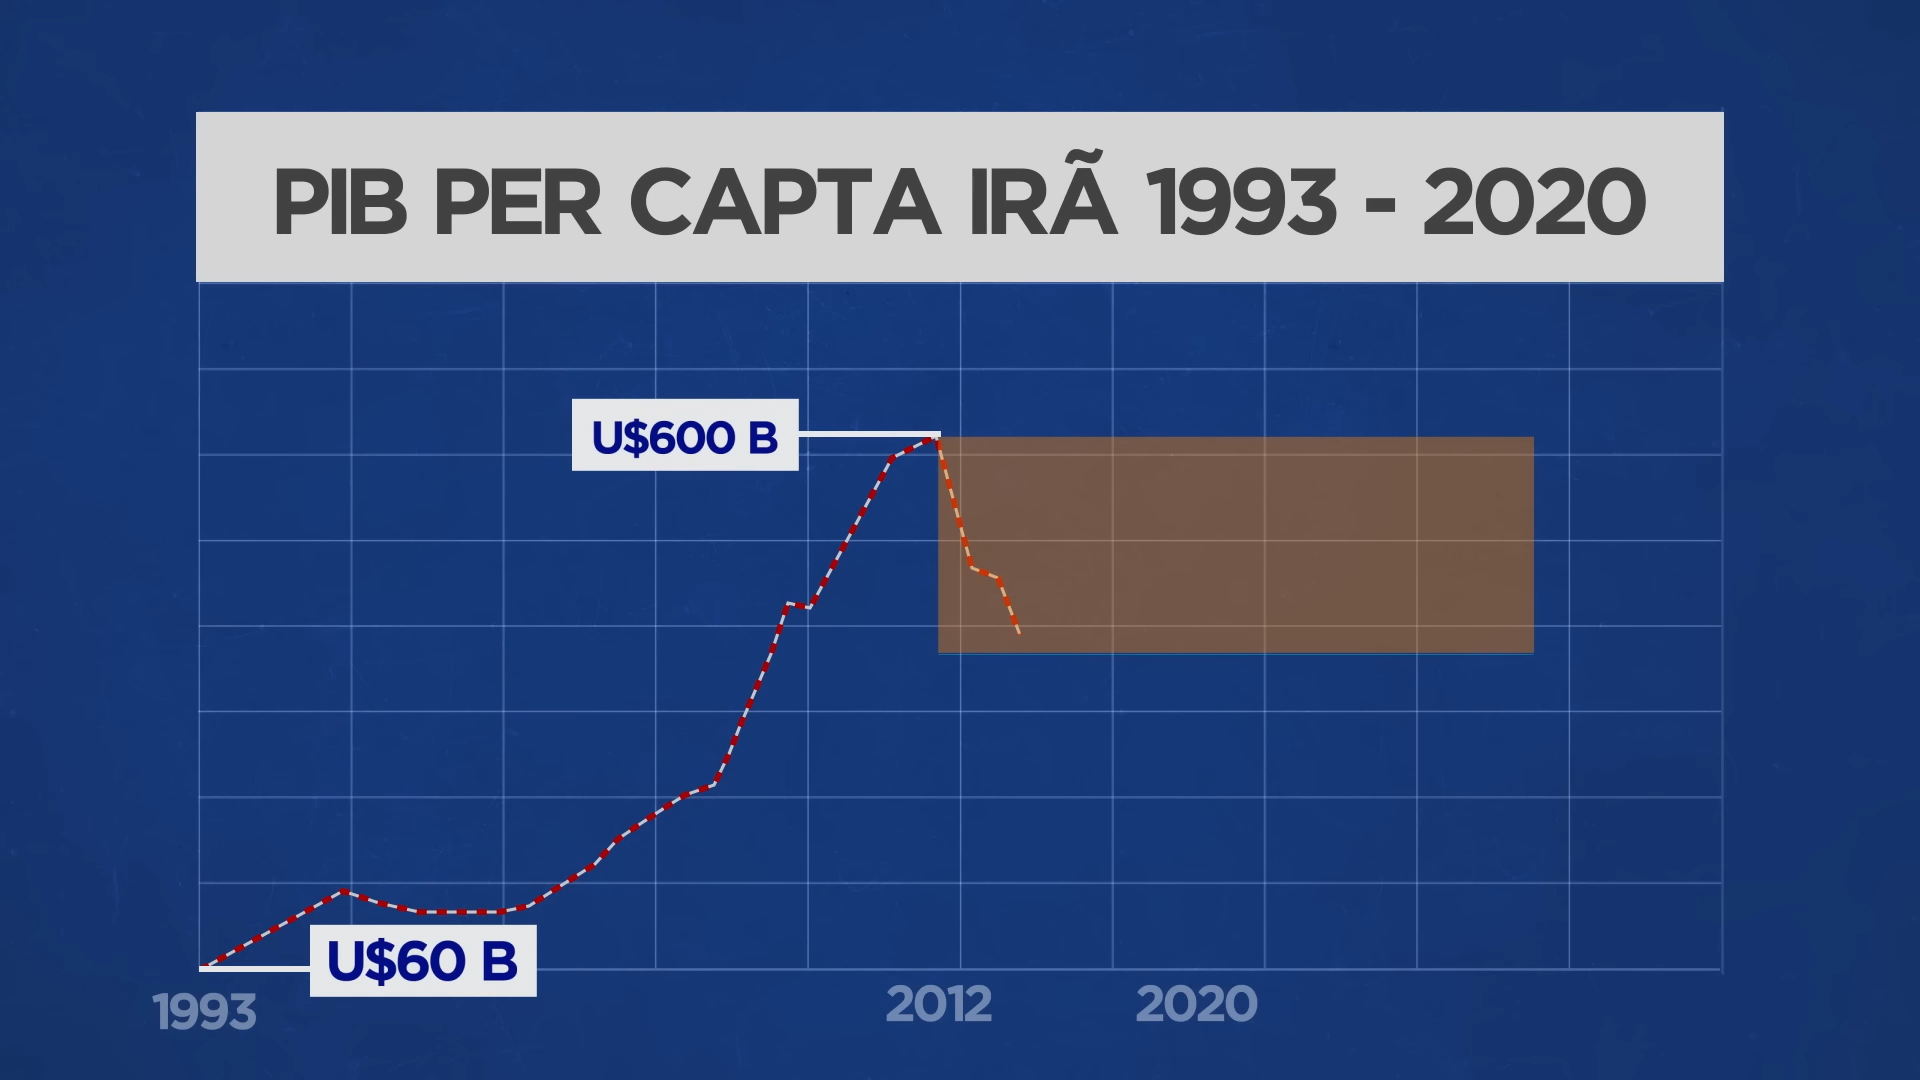 PIB PER CAPTA IRÃ 1993 - 2020
U$600 B
U$60 B
1993
2012
2020